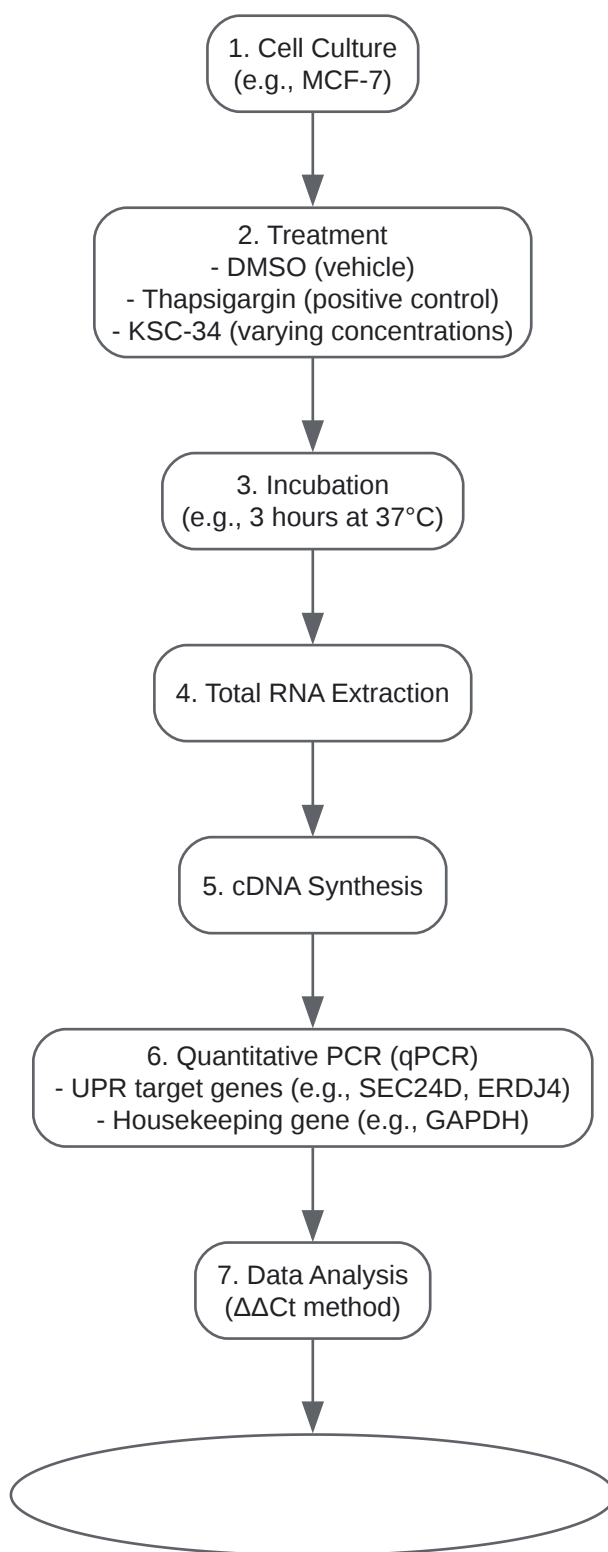 1. Cell Culture
(e.g., MCF-7)
2. Treatment
- DMSO (vehicle)
- Thapsigargin (positive control)
- KSC-34 (varying concentrations)
3. Incubation
(e.g., 3 hours at 37°C)
4. Total RNA Extraction
5. cDNA Synthesis
6. Quantitative PCR (qPCR)
- UPR target genes (e.g., SEC24D, ERDJ4)
- Housekeeping gene (e.g., GAPDH)
7. Data Analysis
(ΔΔCt method)